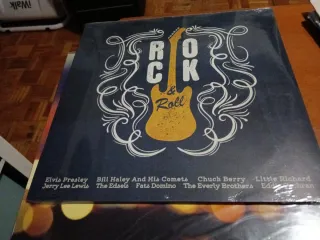 iWalk
ROCK
& Roll
Elvis Presley Bill Haley And His Comets Chuck Berry Little Richard
Jerry Lee Lewis The Edsels Fats Domino The Everly Brothers